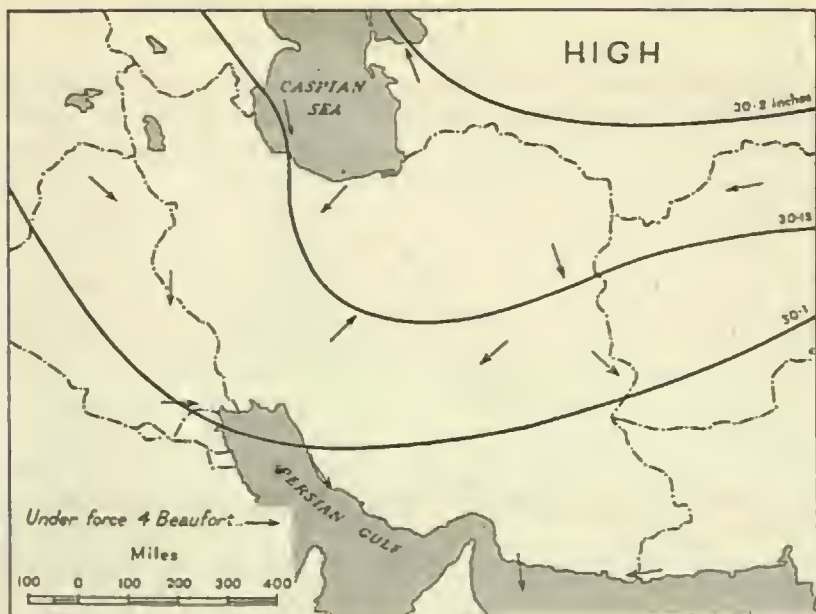 HIGH
CASPIAN
SEA
30·2 inches
30·15
30·1
PERSIAN GULF
Under force 4 Beaufort
Miles
100 0 100 200 300 400